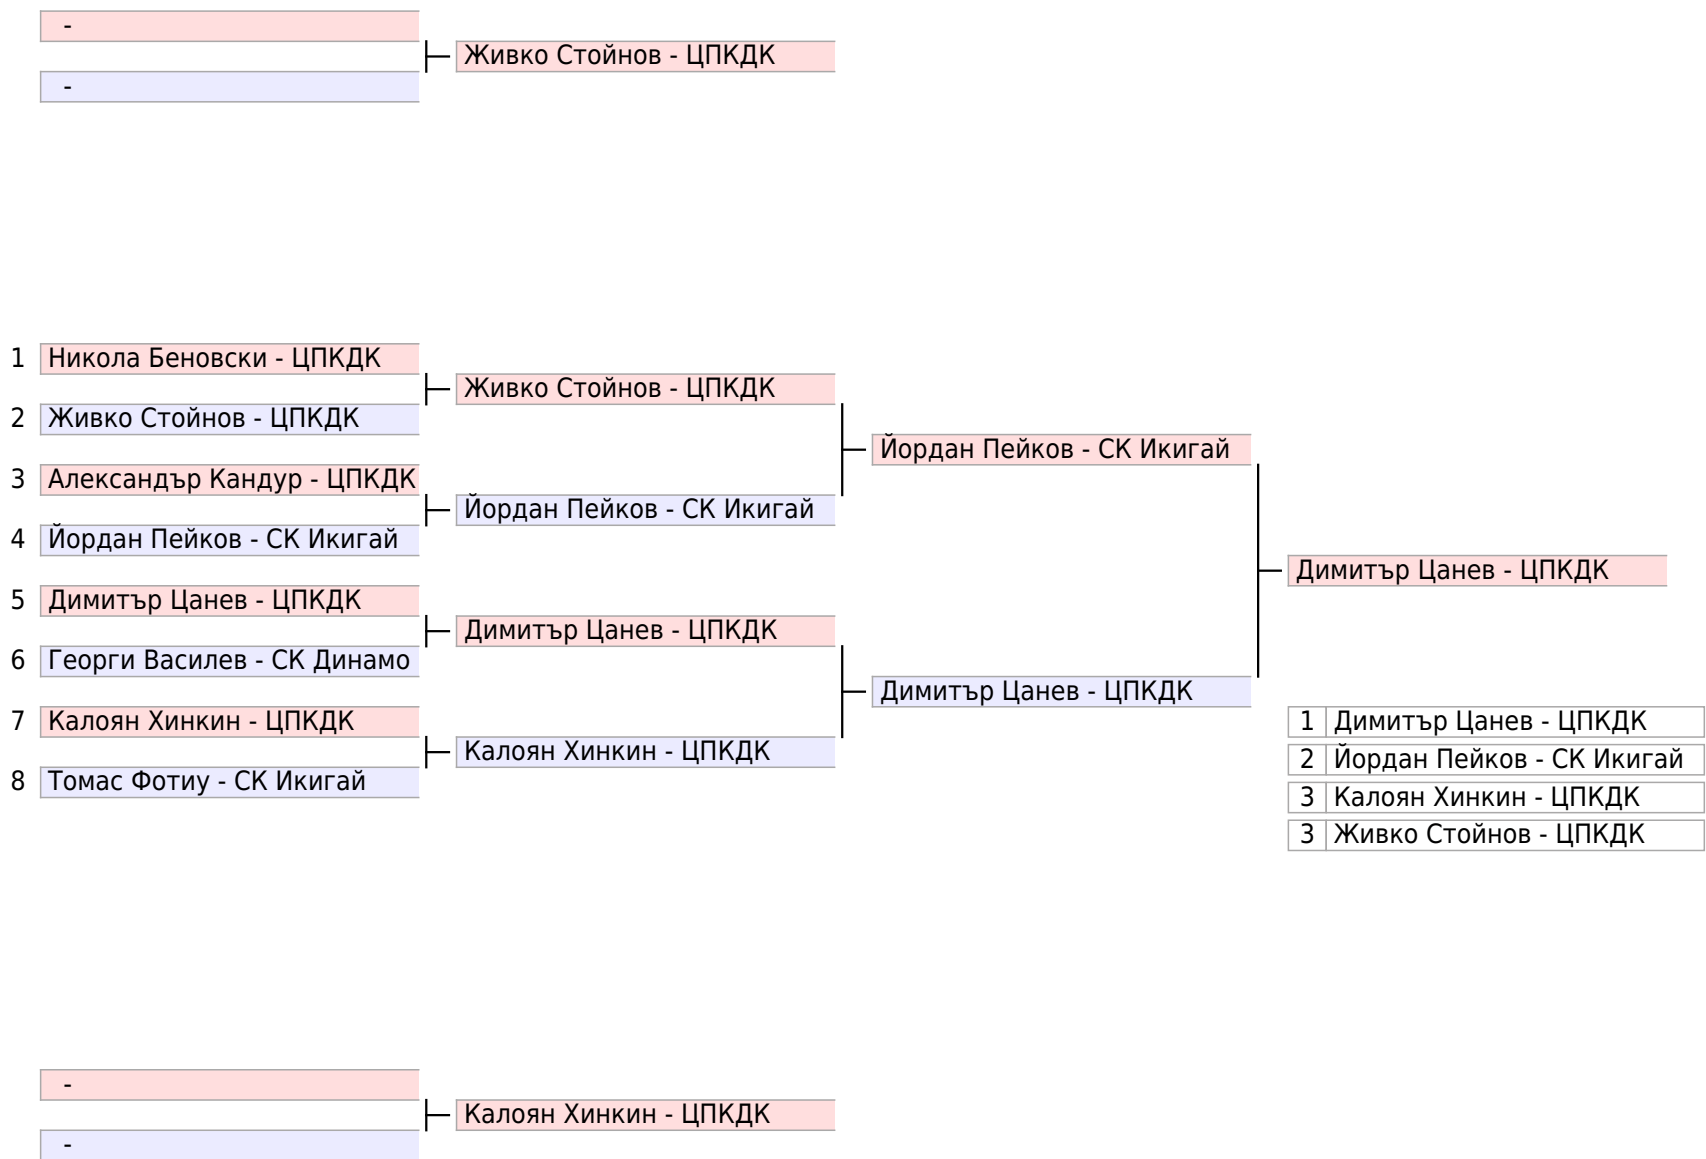 -
Живко Стойнов - ЦПКДК
-
1 Никола Беновски - ЦПКДК
Живко Стойнов - ЦПКДК
2 Живко Стойнов - ЦПКДК
Йордан Пейков - СК Икигай
3 Александър Кандур - ЦПКДК
Йордан Пейков - СК Икигай
4 Йордан Пейков - СК Икигай
Димитър Цанев - ЦПКДК
5 Димитър Цанев - ЦПКДК
Димитър Цанев - ЦПКДК
6 Георги Василев - СК Динамо
Димитър Цанев - ЦПКДК
7 Калоян Хинкин - ЦПКДК
Калоян Хинкин - ЦПКДК
8 Томас Фотиу - СК Икигай
1 Димитър Цанев - ЦПКДК
2 Йордан Пейков - СК Икигай
3 Калоян Хинкин - ЦПКДК
3 Живко Стойнов - ЦПКДК
-
Калоян Хинкин - ЦПКДК
-